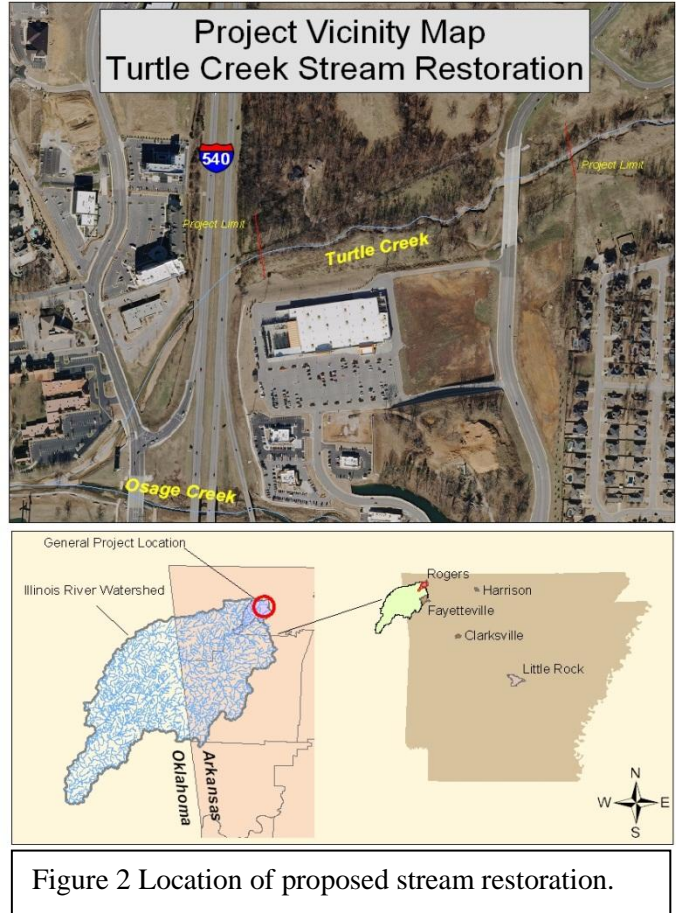 Project Vicinity Map
Turtle Creek Stream Restoration
540
Project Limit
Project Limit
Turtle Creek
Osage Creek
General Project Location
Illinois River Watershed
Oklahoma
Arkansas
Rogers
Harrison
Fayetteville
Clarksville
Little Rock
N
W
E
S
Figure 2 Location of proposed stream restoration.